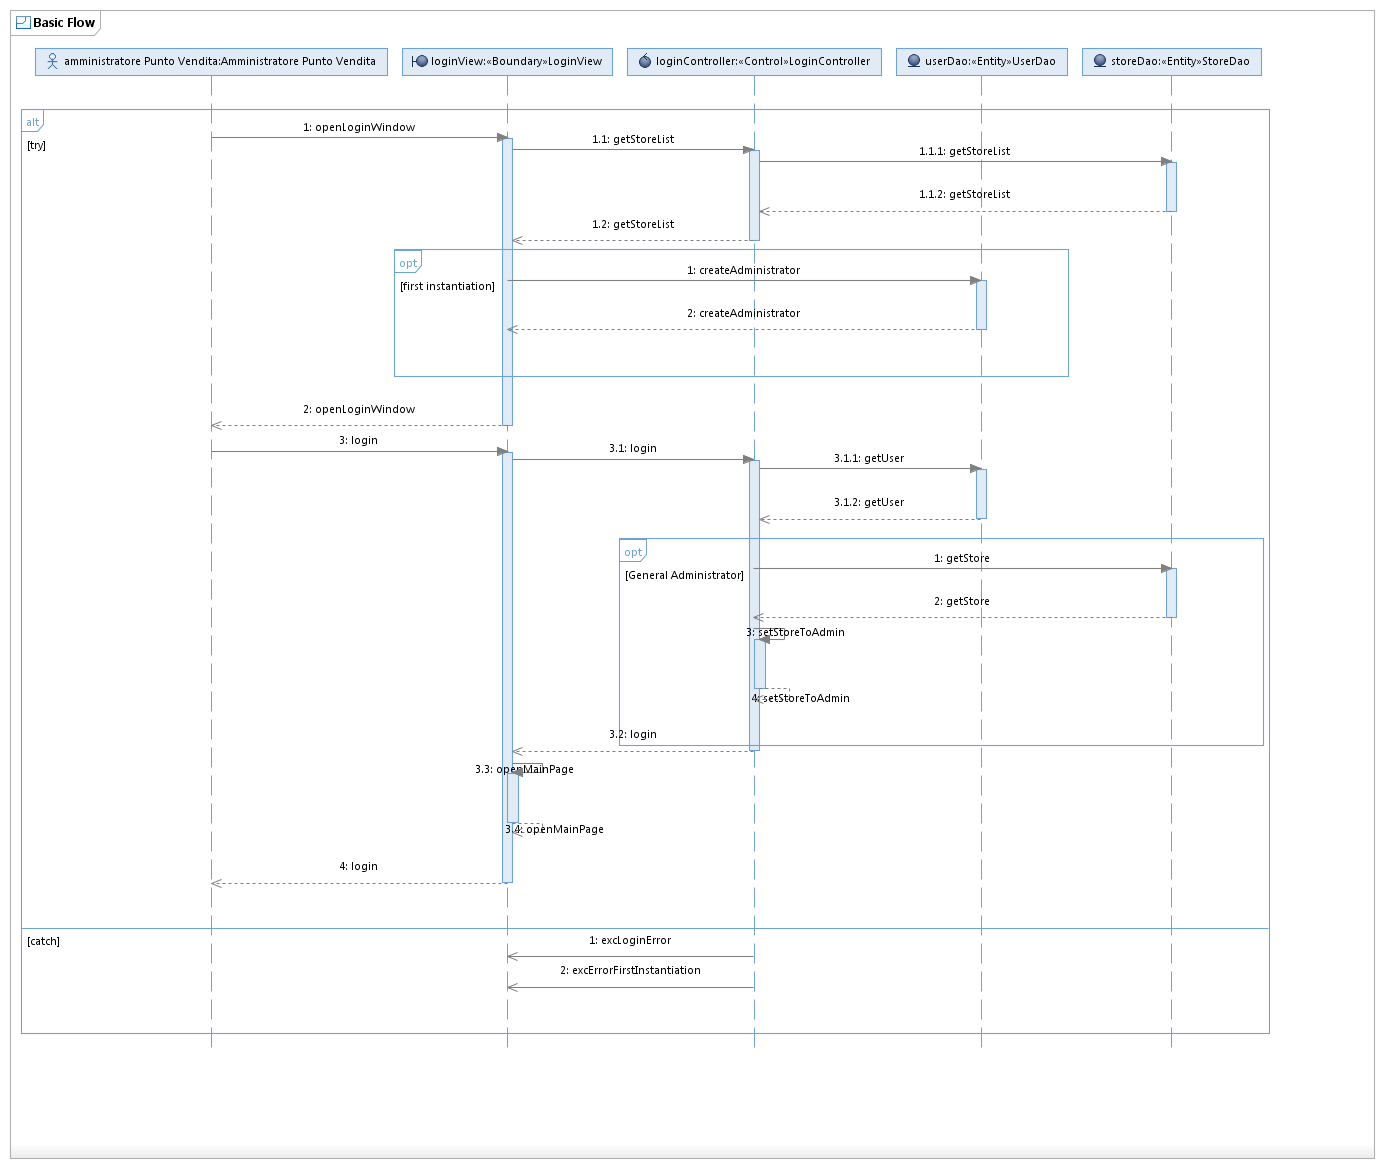 Basic Flow
amministratore Punto Vendita:Amministratore Punto Vendita
loginView:«Boundary»LoginView
loginController:«Control»LoginController
userDao:«Entity»UserDao
storeDao:«Entity»StoreDao
alt
[try]
1: openLoginWindow
1.1: getStoreList
1.1.1: getStoreList
1.1.2: getStoreList
1.2: getStoreList
opt
[first instantiation]
1: createAdministrator
2: createAdministrator
2: openLoginWindow
3: login
3.1: login
3.1.1: getUser
3.1.2: getUser
opt
[General Administrator]
1: getStore
2: getStore
3: setStoreToAdmin
4: setStoreToAdmin
3.2: login
3.3: openMainPage
3.4: openMainPage
4: login
[catch]
1: excLoginError
2: excErrorFirstInstantiation